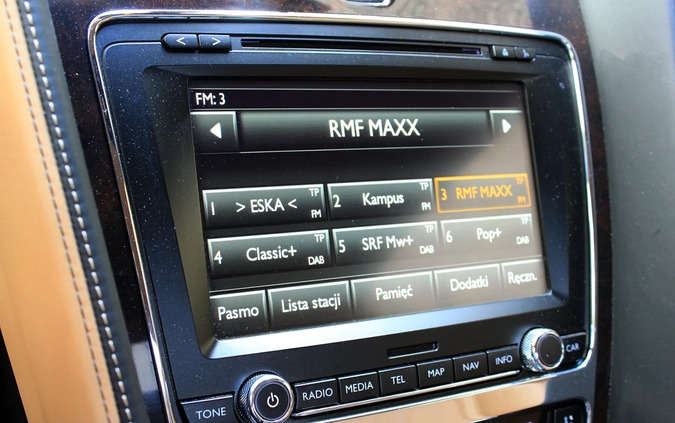 < >
FM: 3
RMF MAXX
1 > ESKA < TP FM
2 Kampus TP FM
3 RMF MAXX TP FM
4 Classic+ TP DAB
5 SRF Mw+ TP DAB
6 Pop+ TP DAB
Pasmo Lista stacji Pamięć Dodatki Ręczn.
TONE RADIO MEDIA TEL MAP NAV INFO CAR